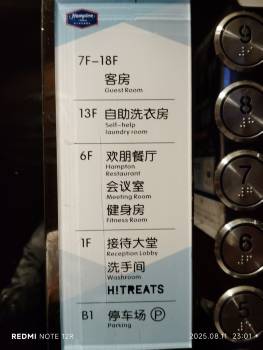 Hampton
7F-18F
客房
Guest Room
13F 自助洗衣房
Self-help
laundry room
6F 欢朋餐厅
Hampton
Restaurant
会议室
Meeting Room
健身房
Fitness Room
1F 接待大堂
Reception Lobby
洗手间
Washroom
H!TREATS
B1 停车场 P
Parking
9
8
7
6
5
REDMI NOTE 12R
2025.08.11 23:01